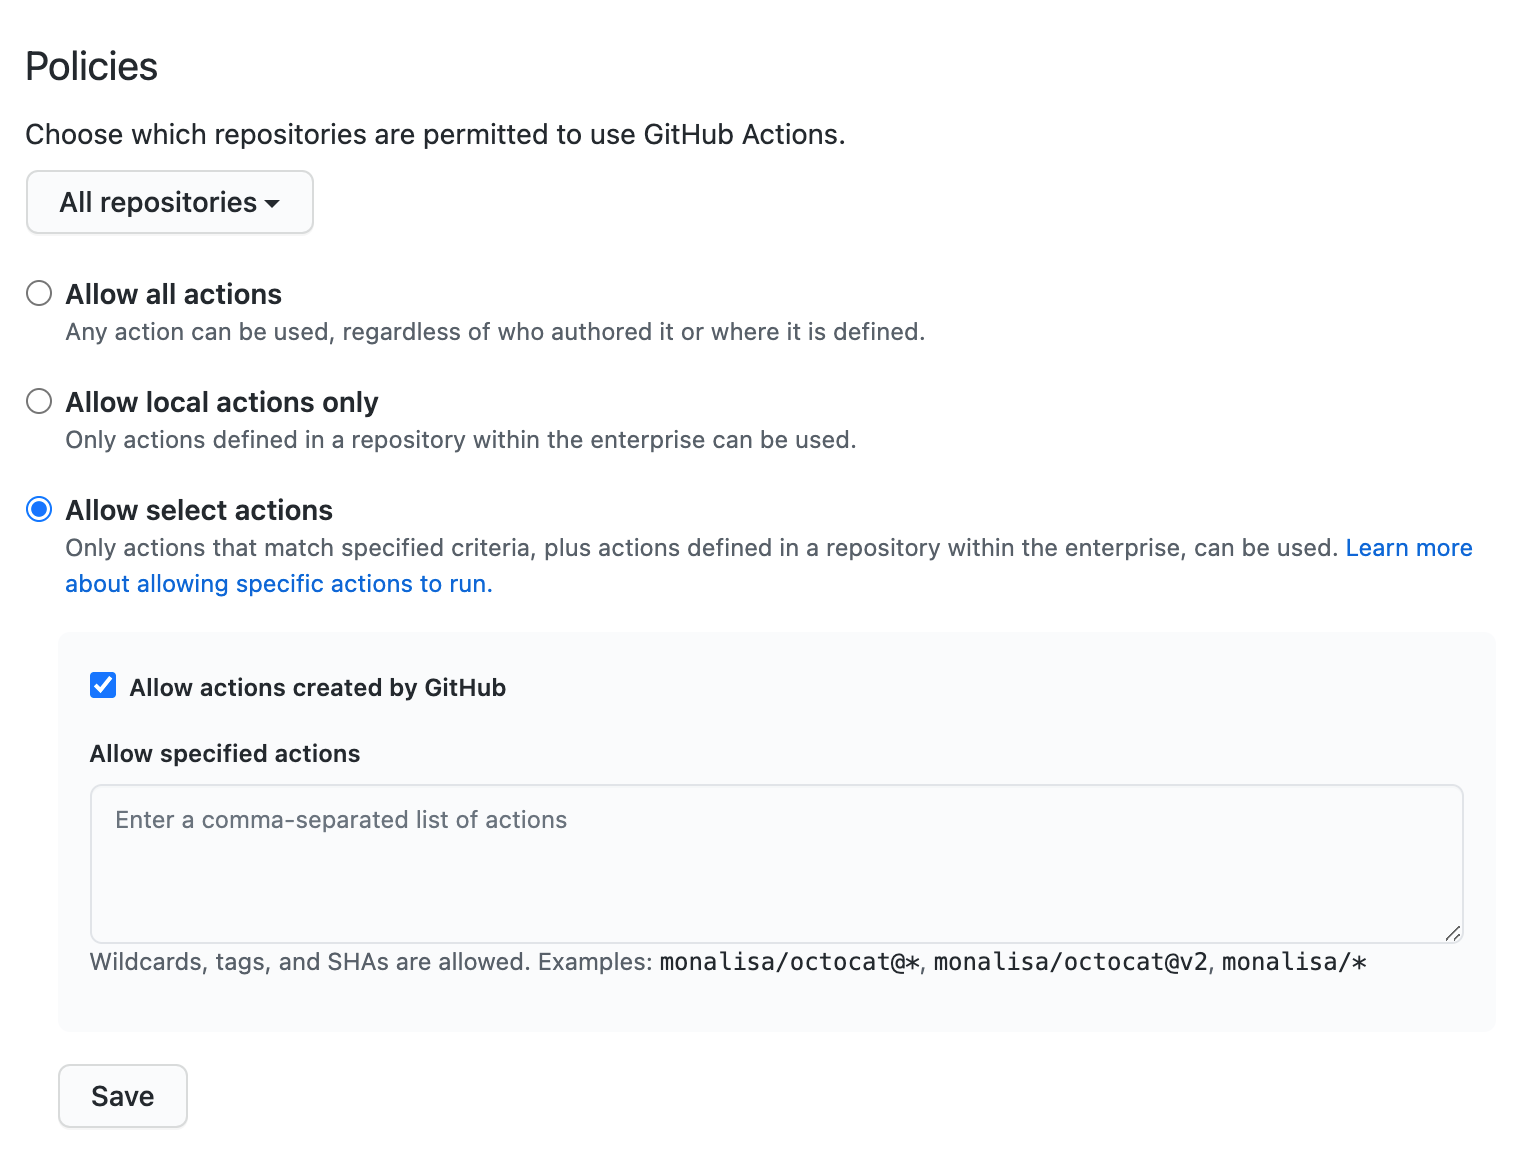 Policies
Choose which repositories are permitted to use GitHub Actions.
All repositories
Allow all actions
Any action can be used, regardless of who authored it or where it is defined.
Allow local actions only
Only actions defined in a repository within the enterprise can be used.
Allow select actions
Only actions that match specified criteria, plus actions defined in a repository within the enterprise, can be used. Learn more
about allowing specific actions to run.
Allow actions created by GitHub
Allow specified actions
Enter a comma-separated list of actions
Wildcards, tags, and SHAs are allowed. Examples: monalisa/octocat@*, monalisa/octocat@v2, monalisa/*
Save